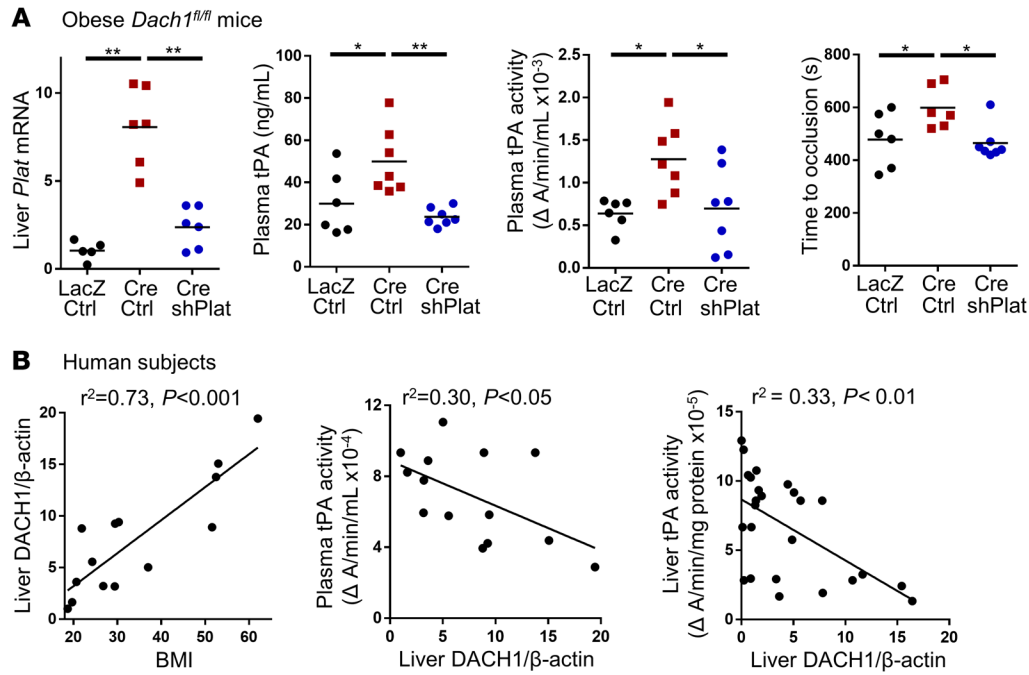 A Obese Dach1fl/fl mice
** **
10
5
0
Liver Plat mRNA
LacZ Ctrl
Cre Ctrl
Cre shPlat
* **
100
80
60
40
20
0
Plasma tPA (ng/mL)
LacZ Ctrl
Cre Ctrl
Cre shPlat
* *
2.5
2.0
1.5
1.0
0.5
0.0
Plasma tPA activity
(Δ A/min/mL x10-3)
LacZ Ctrl
Cre Ctrl
Cre shPlat
* *
800
600
400
200
0
Time to occlusion (s)
LacZ Ctrl
Cre Ctrl
Cre shPlat
B Human subjects
r2=0.73, P<0.001
20
15
10
5
0
Liver DACH1/β-actin
20 30 40 50 60
BMI
r2=0.30, P<0.05
12
8
4
0
Plasma tPA activity
(Δ A/min/mL x10-4)
0 5 10 15 20
Liver DACH1/β-actin
r2 = 0.33, P< 0.01
15
10
5
0
Liver tPA activity
(Δ A/min/mg protein x10-5)
0 5 10 15 20
Liver DACH1/β-actin